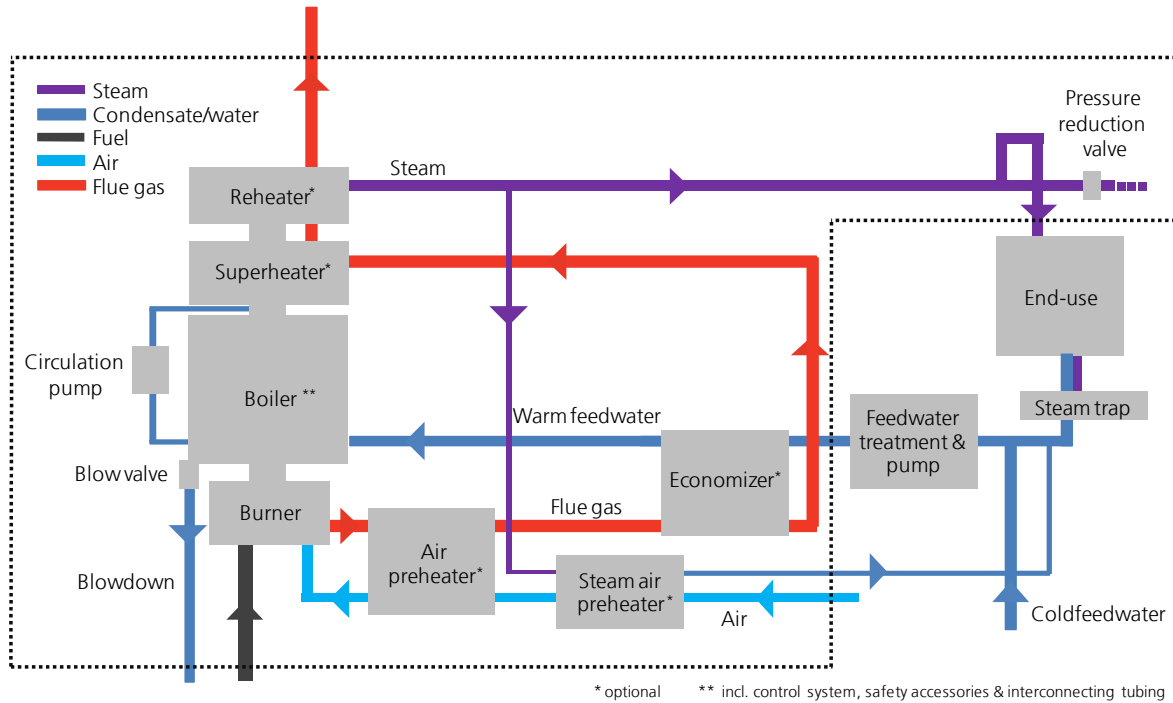 Steam
Condensate/water
Fuel
Air
Flue gas
Pressure
reduction
valve
Reheater*
Steam
Superheater*
End-use
Circulation
pump
Boiler **
Warm feedwater
Feedwater
treatment &
pump
Steam trap
Blow valve
Economizer*
Burner
Flue gas
Air
preheater*
Blowdown
Steam air
preheater*
Air
Coldfeedwater
* optional
** incl. control system, safety accessories & interconnecting tubing